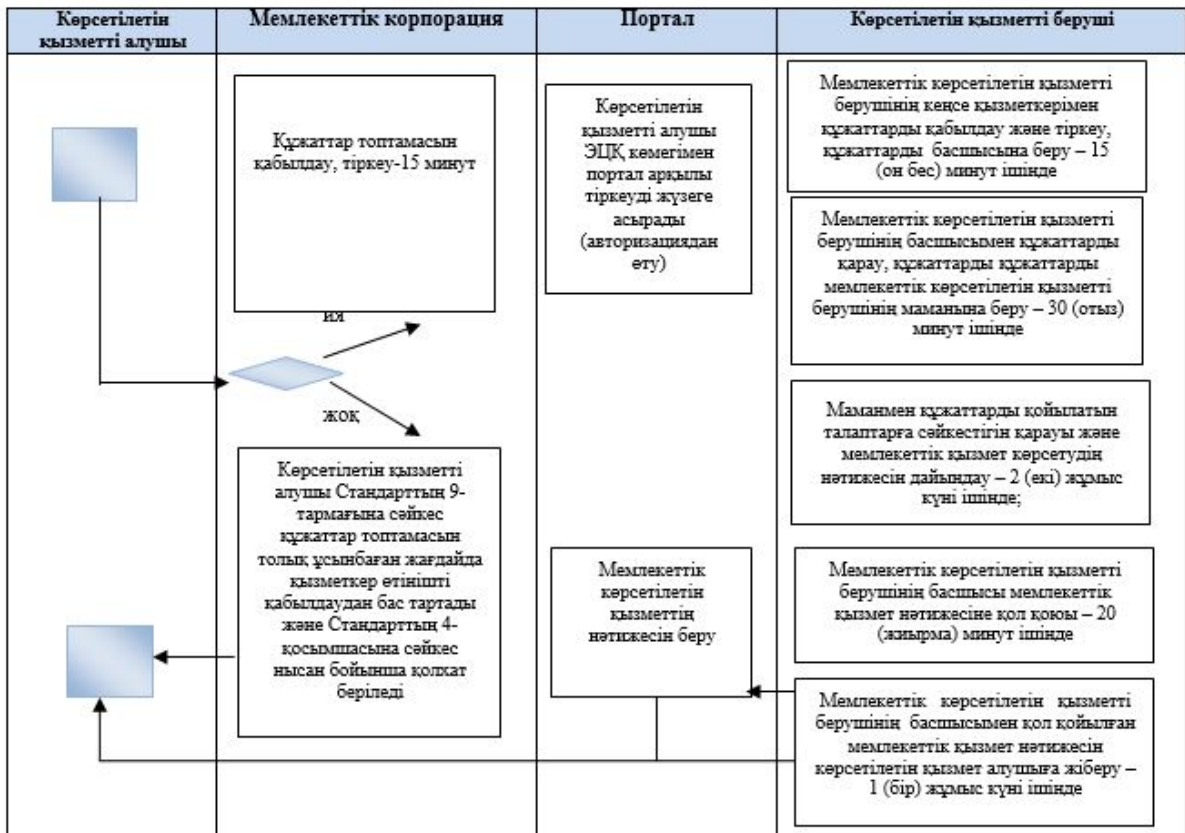 Көрсетілетін
қызметті алушы
Мемлекеттік корпорация
Портал
Көрсетілетін қызметті беруші
Құжаттар топтамасын
қабылдау, тіркеу-15 минут
ия
жоқ
Көрсетілетін қызметті
алушы Стандарттың 9-
тармағына сәйкес
құжаттар топтамасын
толық ұсынбаған жағдайда
қызметкер өтінішті
қабылдаудан бас тартады
және Стандарттың 4-
қосымшасына сәйкес
нысан бойынша қолхат
беріледі
Көрсетілетін
қызметті алушы
ЭЦҚ көмегімен
портал арқылы
тіркеуді жүзеге
асырады
(авторизациядан
өту)
Мемлекеттік
көрсетілетін
қызметтің
нәтижесін беру
Мемлекеттік көрсетілетін қызметті
берушінің кеңсе қызметкерімен
құжаттарды қабылдау және тіркеу,
құжаттарды басшысына беру – 15
(он бес) минут ішінде
Мемлекеттік көрсетілетін қызметті
берушінің басшысымен құжаттарды
қарау, құжаттарды құжаттарды
мемлекеттік көрсетілетін қызметті
берушінің маманына беру – 30 (отыз)
минут ішінде
Маманмен құжаттарды қойылатын
талаптарға сәйкестігін қарауы және
мемлекеттік қызмет көрсетудің
нәтижесін дайындау – 2 (екі) жұмыс
күні ішінде;
Мемлекеттік көрсетілетін қызметті
берушінің басшысы мемлекеттік
қызмет нәтижесіне қол қоюы – 20
(жиырма) минут ішінде
Мемлекеттік көрсетілетін қызметті
берушінің басшысымен қол қойылған
мемлекеттік қызмет нәтижесін
көрсетілетін қызмет алушыға жіберу –
1 (бір) жұмыс күні ішінде